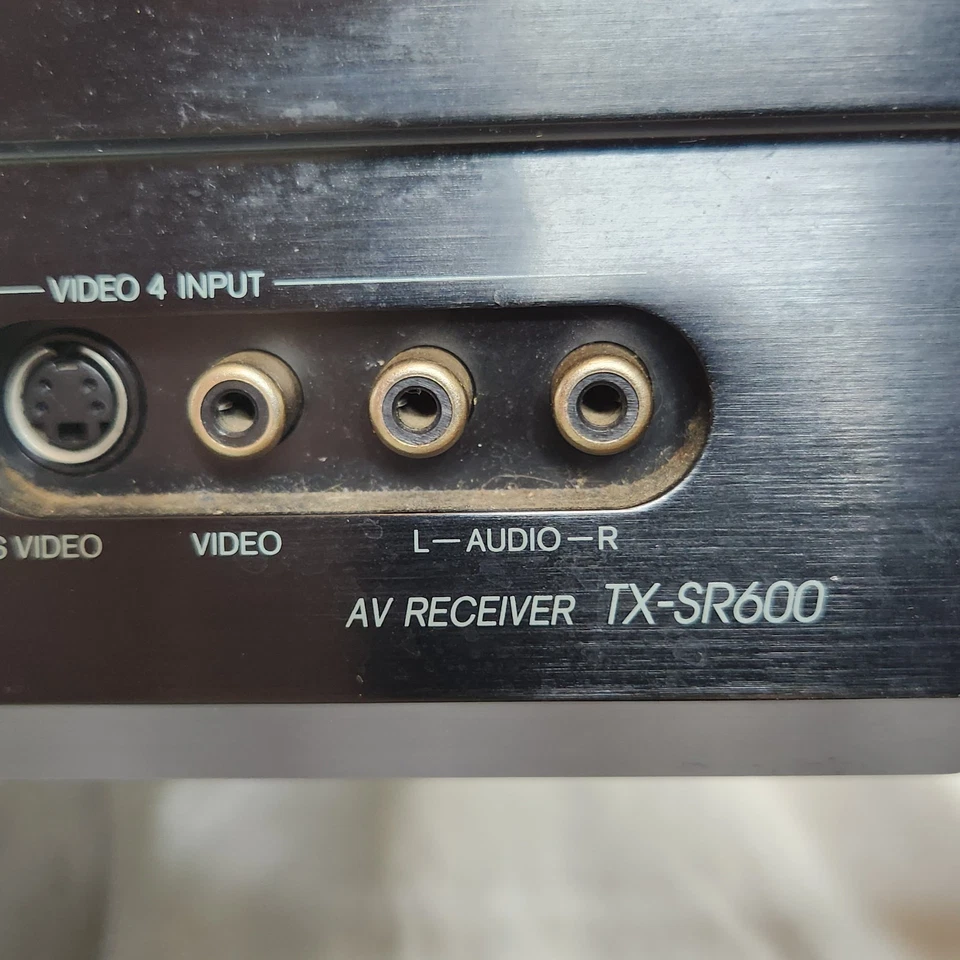 VIDEO 4 INPUT
S VIDEO VIDEO L—AUDIO—R
AV RECEIVER TX-SR600